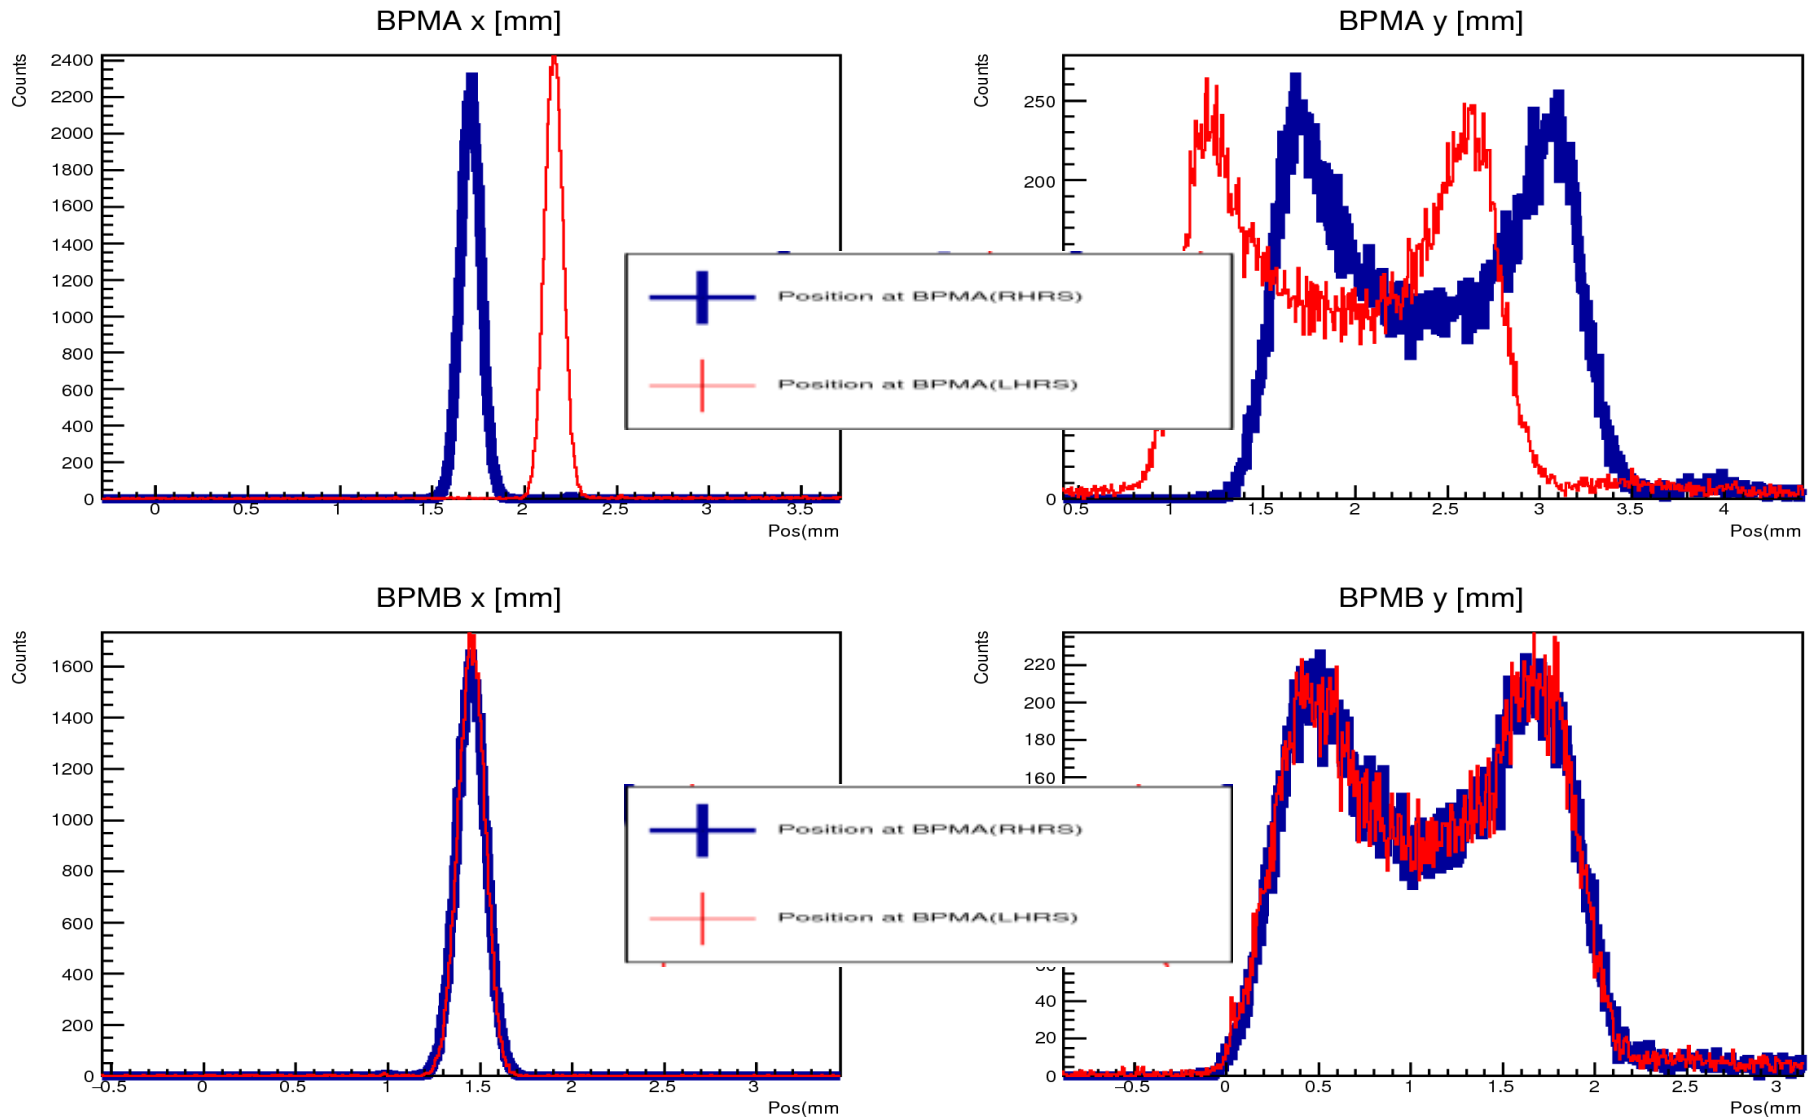 BPMA x [mm]
Counts
2400
2200
2000
1800
1600
1400
1200
1000
800
600
400
200
0
0 0.5 1 1.5 2 2.5 3 3.5
Pos(mm
BPMA y [mm]
Counts
250
200
0
0.5 1 1.5 2 2.5 3 3.5 4
Pos(mm
Position at BPMA(RHRS)
Position at BPMA(LHRS)
BPMB x [mm]
Counts
1600
1400
1200
1000
800
600
400
200
0
−0.5 0 0.5 1 1.5 2 2.5 3
Pos(mm
BPMB y [mm]
Counts
220
200
180
160
40
20
0
−0.5 0 0.5 1 1.5 2 2.5 3
Pos(mm
Position at BPMA(RHRS)
Position at BPMA(LHRS)